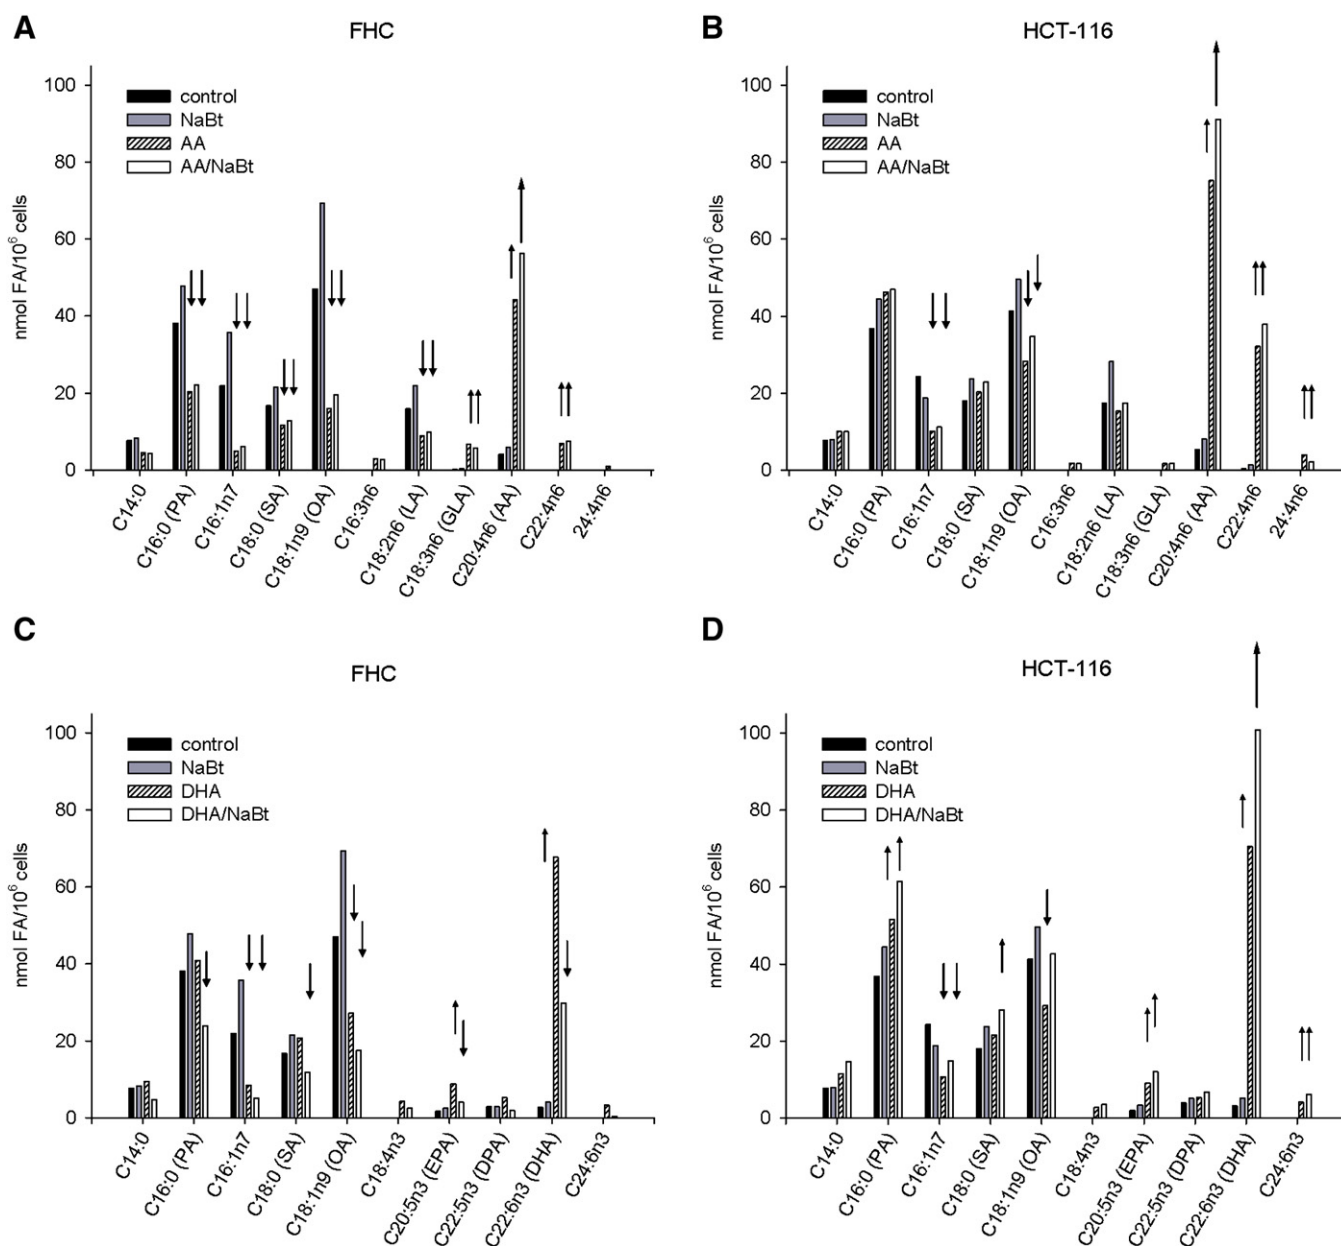 A
FHC
100
80
60
40
20
0
nmol FA/10⁶ cells
control
NaBt
AA
AA/NaBt
C14:0
C16:0 (PA)
C16:1n7
C18:0 (SA)
C18:1n9 (OA)
C16:3n6
C18:2n6 (LA)
C18:3n6 (GLA)
C20:4n6 (AA)
C22:4n6
24:4n6
B
HCT-116
100
80
60
40
20
0
nmol FA/10⁶ cells
control
NaBt
AA
AA/NaBt
C14:0
C16:0 (PA)
C16:1n7
C18:0 (SA)
C18:1n9 (OA)
C16:3n6
C18:2n6 (LA)
C18:3n6 (GLA)
C20:4n6 (AA)
C22:4n6
24:4n6
C
FHC
100
80
60
40
20
0
nmol FA/10⁶ cells
control
NaBt
DHA
DHA/NaBt
C14:0
C16:0 (PA)
C16:1n7
C18:0 (SA)
C18:1n9 (OA)
C18:4n3
C20:5n3 (EPA)
C22:5n3 (DPA)
C22:6n3 (DHA)
C24:6n3
D
HCT-116
100
80
60
40
20
0
nmol FA/10⁶ cells
control
NaBt
DHA
DHA/NaBt
C14:0
C16:0 (PA)
C16:1n7
C18:0 (SA)
C18:1n9 (OA)
C18:4n3
C20:5n3 (EPA)
C22:5n3 (DPA)
C22:6n3 (DHA)
C24:6n3